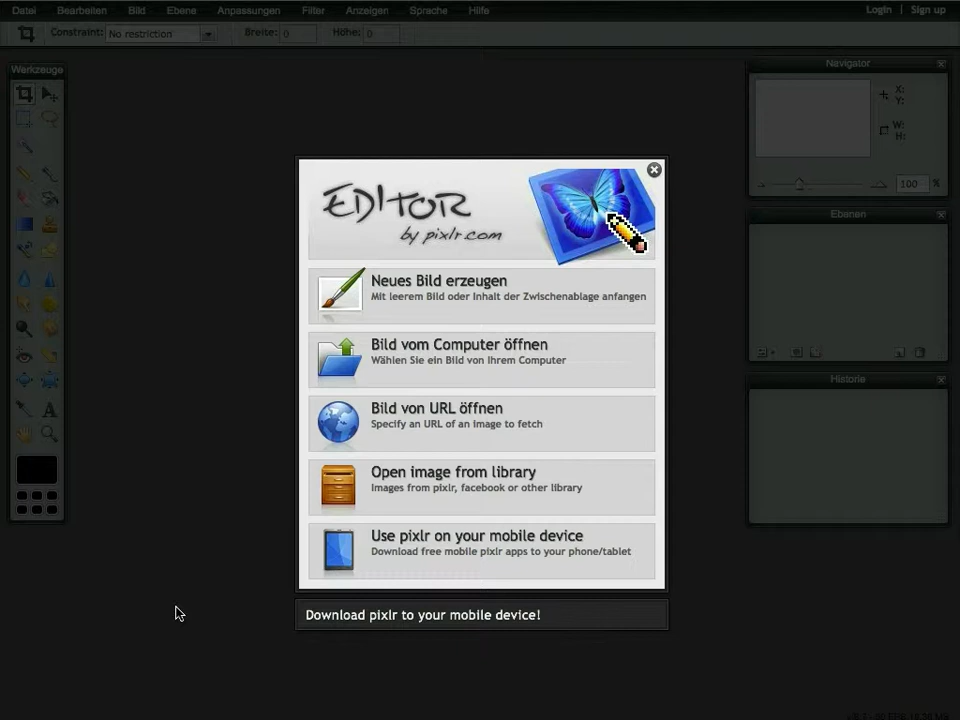 Datei Bearbeiten Bild Ebene Anpassungen Filter Anzeigen Sprache Hilfe Login | Sign up
Constraint: No restriction Breite: 0 Höhe: 0
Werkzeuge
Navigator
X:
Y:
W:
H:
100 %
Ebenen
Historie
EDITOR
by pixlr.com
Neues Bild erzeugen
Mit leerem Bild oder Inhalt der Zwischenablage anfangen
Bild vom Computer öffnen
Wählen Sie ein Bild von Ihrem Computer
Bild von URL öffnen
Specify an URL of an image to fetch
Open image from library
Images from pixlr, facebook or other library
Use pixlr on your mobile device
Download free mobile pixlr apps to your phone/tablet
Download pixlr to your mobile device!